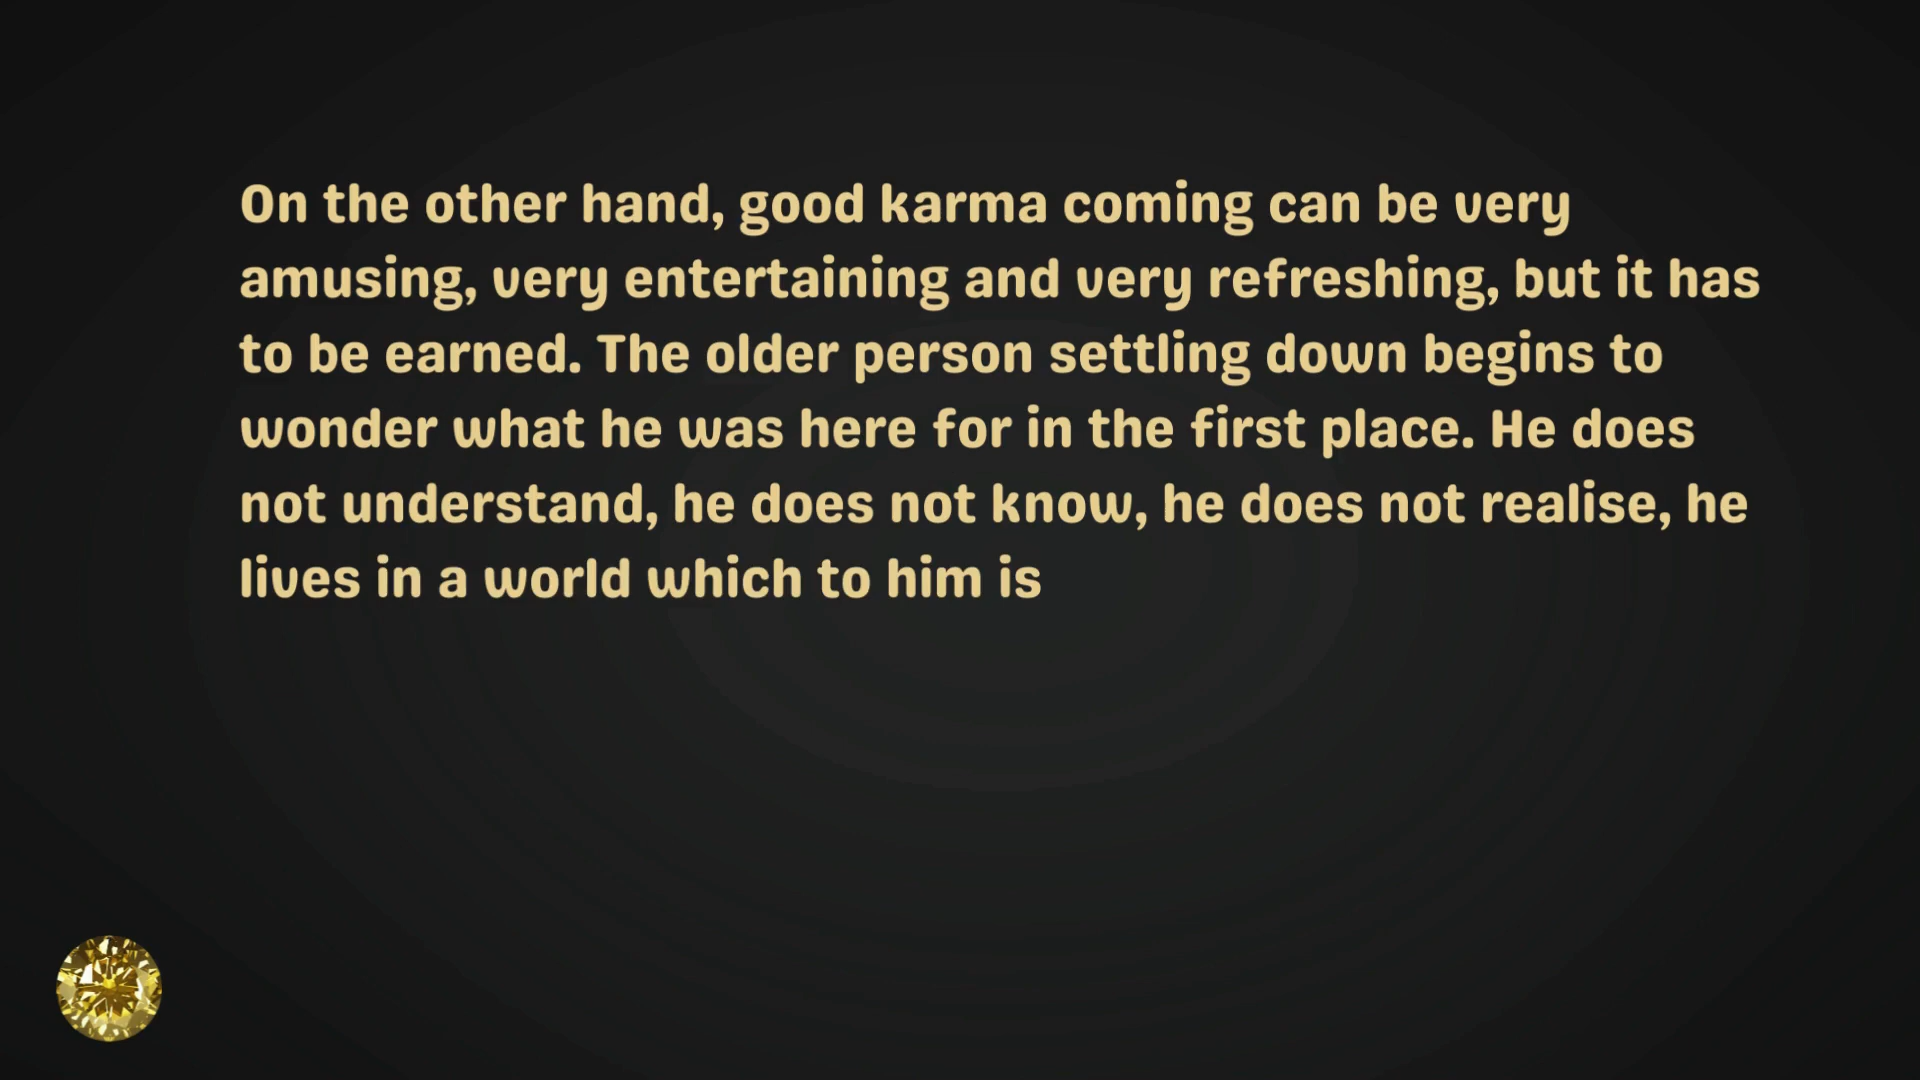 On the other hand, good karma coming can be very
amusing, very entertaining and very refreshing, but it has
to be earned. The older person settling down begins to
wonder what he was here for in the first place. He does
not understand, he does not know, he does not realise, he
lives in a world which to him is